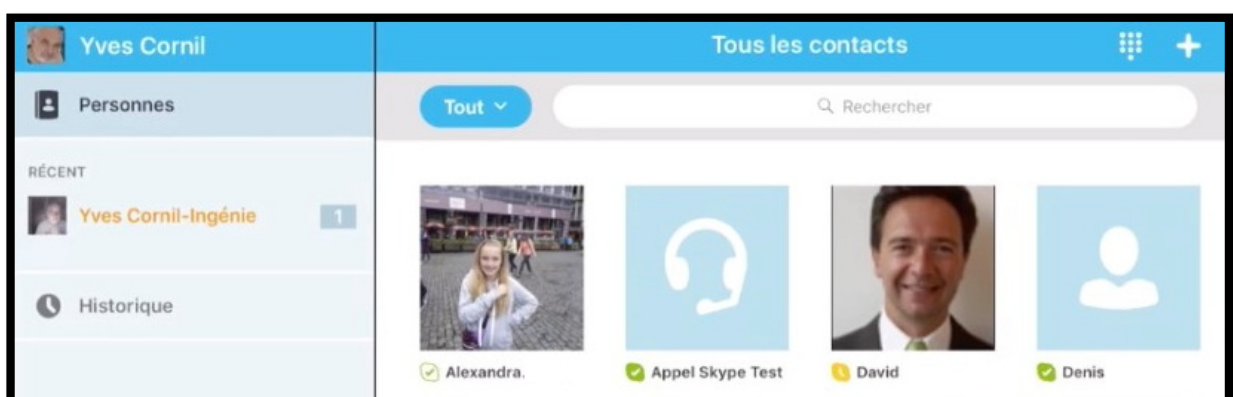 Yves Cornil
Personnes
RÉCENT
Yves Cornil-Ingénie
1
Historique
Tous les contacts
Tout
Rechercher
Alexandra.
Appel Skype Test
David
Denis